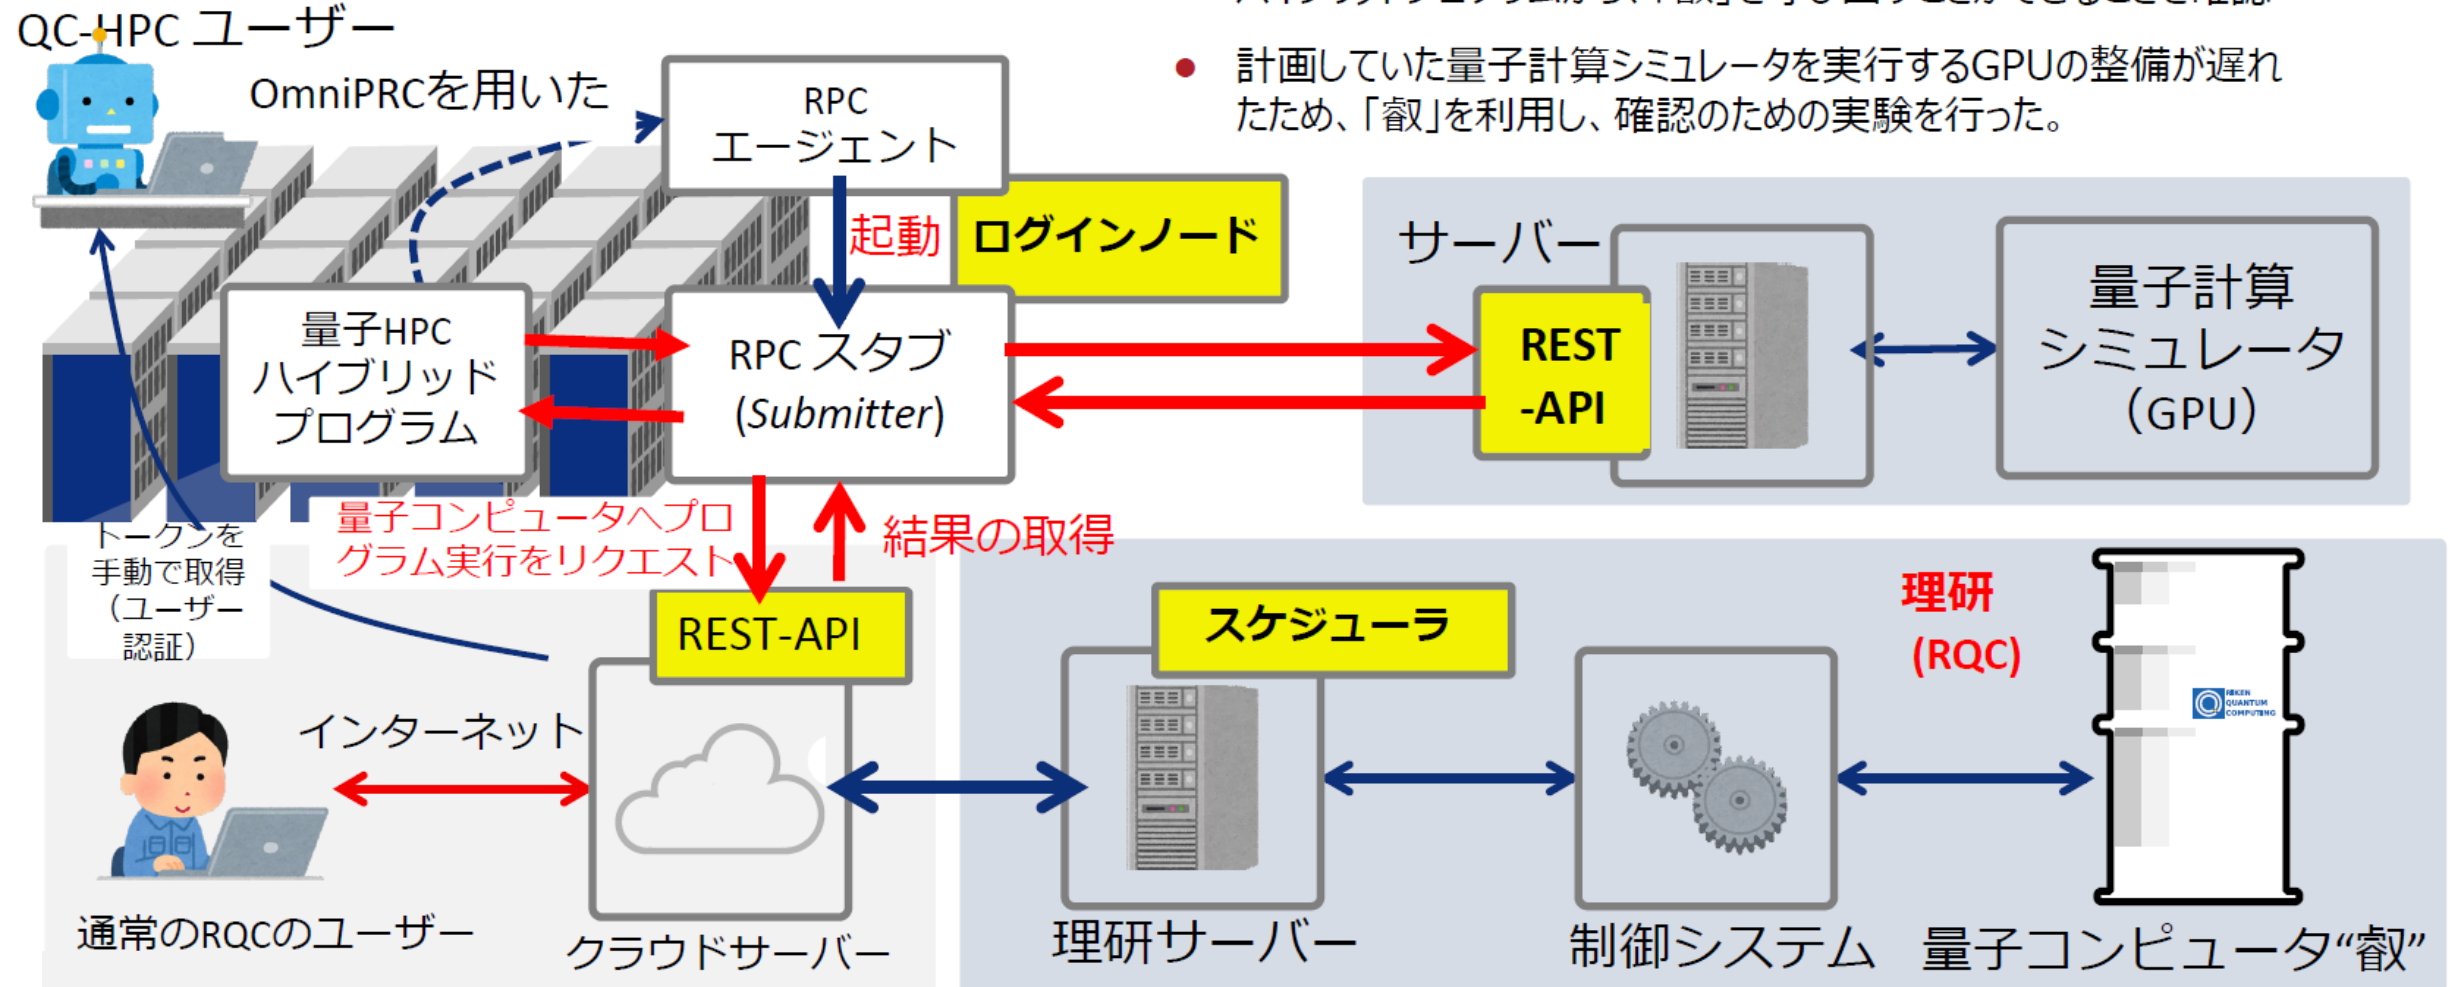 QC-HPC ユーザー
OmniPRCを用いた
RPC
エージェント
● 計画していた量子計算シミュレータを実行するGPUの整備が遅れ
たため、「叡」を利用し、確認のための実験を行った。
起動
ログインノード
サーバー
量子HPC
ハイブリッド
プログラム
RPC スタブ
(Submitter)
REST
-API
量子計算
シミュレータ
（GPU）
量子コンピュータへプロ
グラム実行をリクエスト
結果の取得
トークンを
手動で取得
（ユーザー
認証）
REST-API
スケジューラ
理研
(RQC)
RIKEN
QUANTUM
COMPUTING
インターネット
通常のRQCのユーザー
クラウドサーバー
理研サーバー
制御システム
量子コンピュータ“叡”